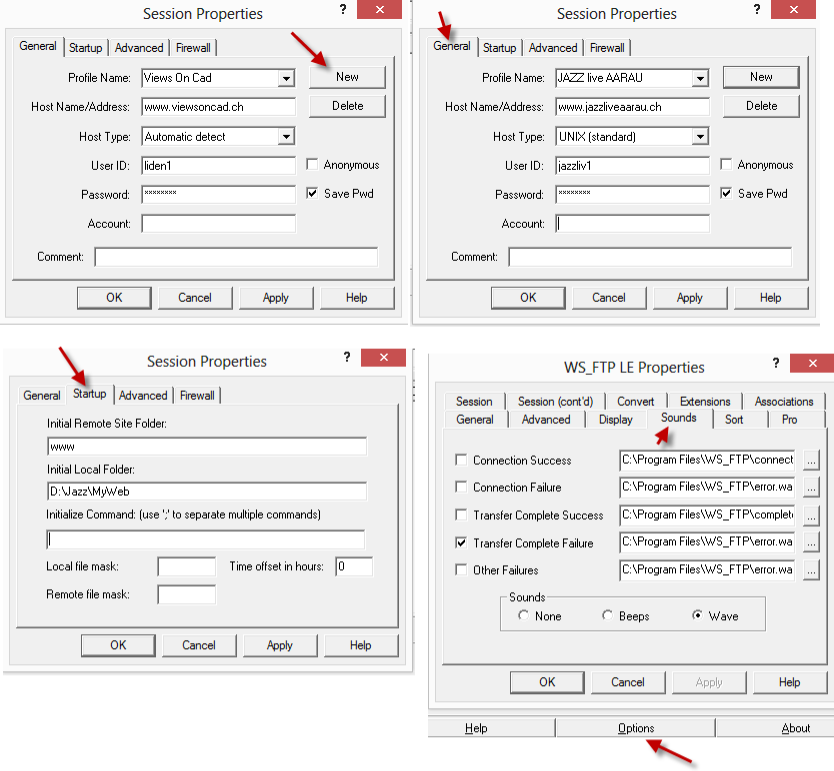 Session Properties ? ×
General Startup Advanced Firewall
Profile Name: Views On Cad New
Host Name/Address: www.viewsoncad.ch Delete
Host Type: Automatic detect
User ID: liden1 Anonymous
Password: ******** Save Pwd
Account:
Comment:
OK Cancel Apply Help
Session Properties ? ×
General Startup Advanced Firewall
Profile Name: JAZZ live AARAU New
Host Name/Address: www.jazzliveaarau.ch Delete
Host Type: UNIX (standard)
User ID: jazzliv1 Anonymous
Password: ******** Save Pwd
Account:
Comment:
OK Cancel Apply Help
Session Properties ? ×
General Startup Advanced Firewall
Initial Remote Site Folder:
www
Initial Local Folder:
D:\Jazz\MyWeb
Initialize Command: (use ';' to separate multiple commands)
Local file mask: Time offset in hours: 0
Remote file mask:
OK Cancel Apply Help
WS_FTP LE Properties ? ×
Session Session (cont'd) Convert Extensions Associations
General Advanced Display Sounds Sort Pro
Connection Success C:\Program Files\WS_FTP\connect ...
Connection Failure C:\Program Files\WS_FTP\error.wa ...
Transfer Complete Success C:\Program Files\WS_FTP\complet ...
Transfer Complete Failure C:\Program Files\WS_FTP\error.wa ...
Other Failures C:\Program Files\WS_FTP\error.wa ...
Sounds
None Beeps Wave
OK Cancel Apply Help
Help Options About